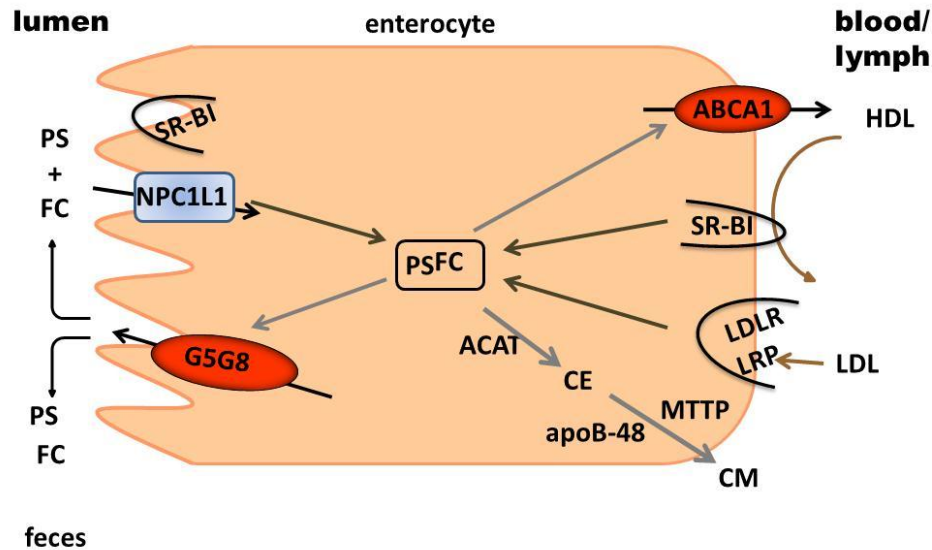 lumen
enterocyte
blood/
lymph
SR-BI
ABCA1
HDL
PS
+
FC
NPC1L1
SR-BI
PSFC
LDLR
LRP
LDL
G5G8
ACAT
CE
MTTP
apoB-48
CM
PS
FC
feces